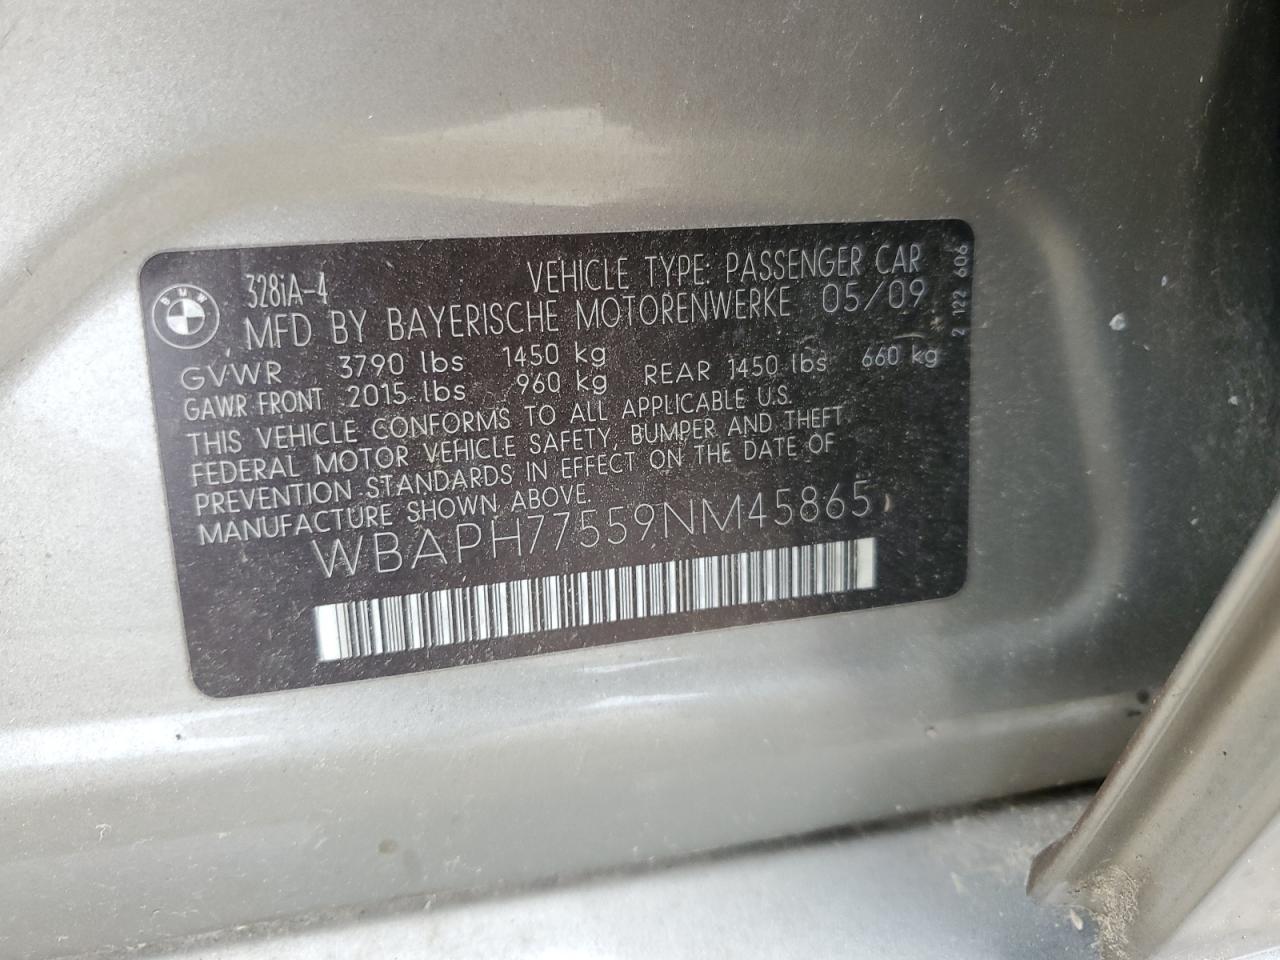 BMW
328iA-4
VEHICLE TYPE: PASSENGER CAR
MFD BY BAYERISCHE MOTORENWERKE 05/09
GVWR 3790 lbs 1450 kg
GAWR FRONT 2015 lbs 960 kg REAR 1450 lbs 660 kg
THIS VEHICLE CONFORMS TO ALL APPLICABLE U.S.
FEDERAL MOTOR VEHICLE SAFETY, BUMPER AND THEFT
PREVENTION STANDARDS IN EFFECT ON THE DATE OF
MANUFACTURE SHOWN ABOVE.
WBAPH77559NM45865
2 122 606